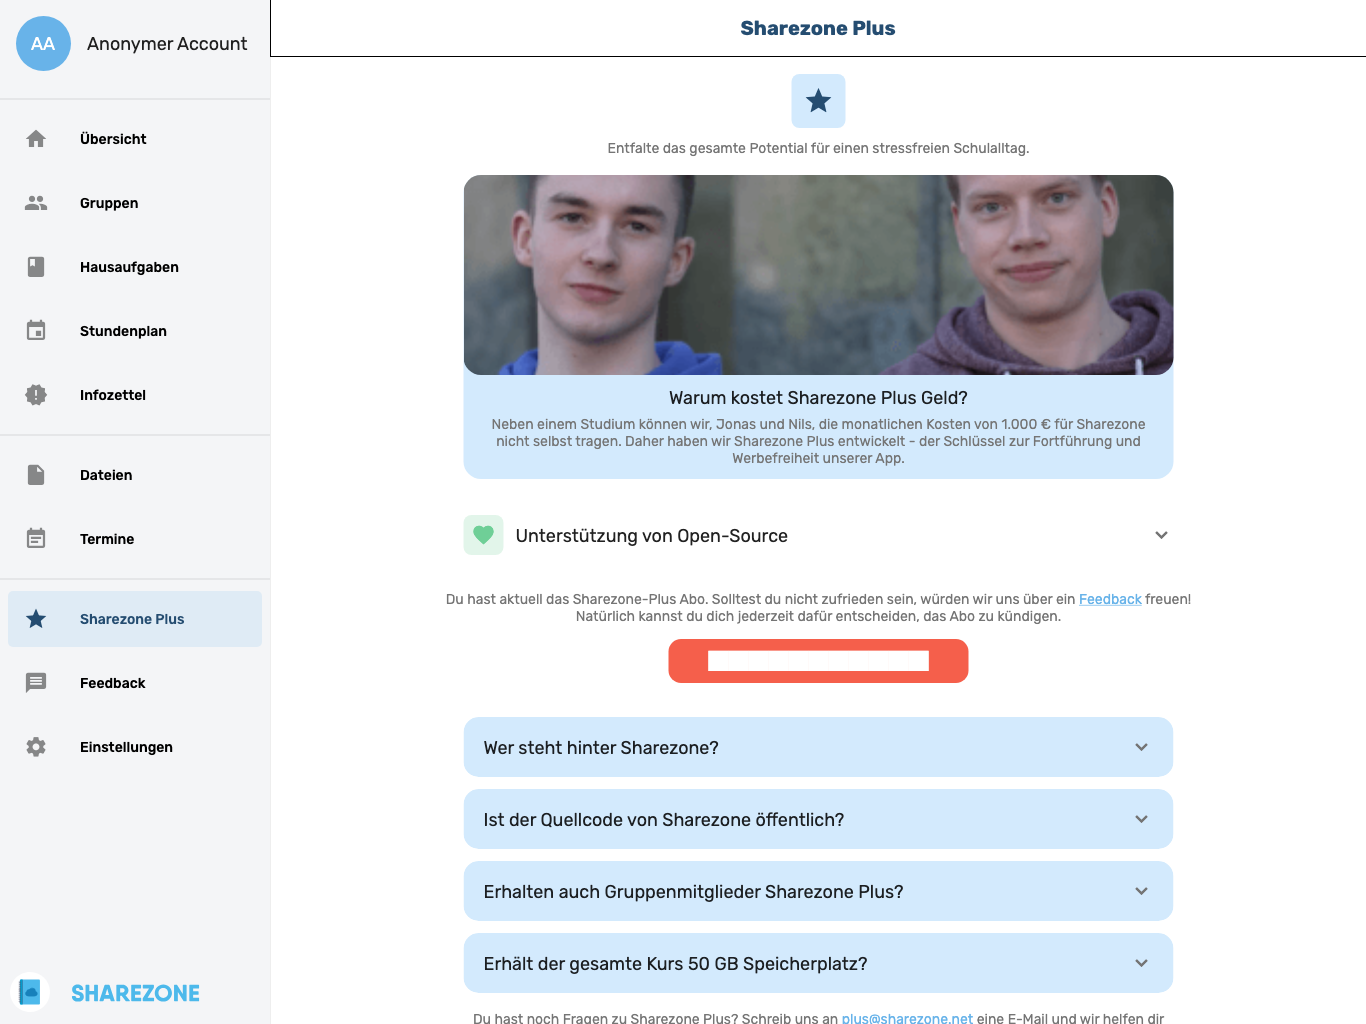 AA
Anonymer Account
Übersicht
Gruppen
Hausaufgaben
Stundenplan
Infozettel
Dateien
Termine
Sharezone Plus
Feedback
Einstellungen
SHAREZONE
Sharezone Plus
Entfalte das gesamte Potential für einen stressfreien Schulalltag.
Warum kostet Sharezone Plus Geld?
Neben einem Studium können wir, Jonas und Nils, die monatlichen Kosten von 1.000 € für Sharezone
nicht selbst tragen. Daher haben wir Sharezone Plus entwickelt - der Schlüssel zur Fortführung und
Werbefreiheit unserer App.
Unterstützung von Open-Source
Du hast aktuell das Sharezone-Plus Abo. Solltest du nicht zufrieden sein, würden wir uns über ein Feedback freuen!
Natürlich kannst du dich jederzeit dafür entscheiden, das Abo zu kündigen.
Wer steht hinter Sharezone?
Ist der Quellcode von Sharezone öffentlich?
Erhalten auch Gruppenmitglieder Sharezone Plus?
Erhält der gesamte Kurs 50 GB Speicherplatz?
Du hast noch Fragen zu Sharezone Plus? Schreib uns an plus@sharezone.net eine E-Mail und wir helfen dir